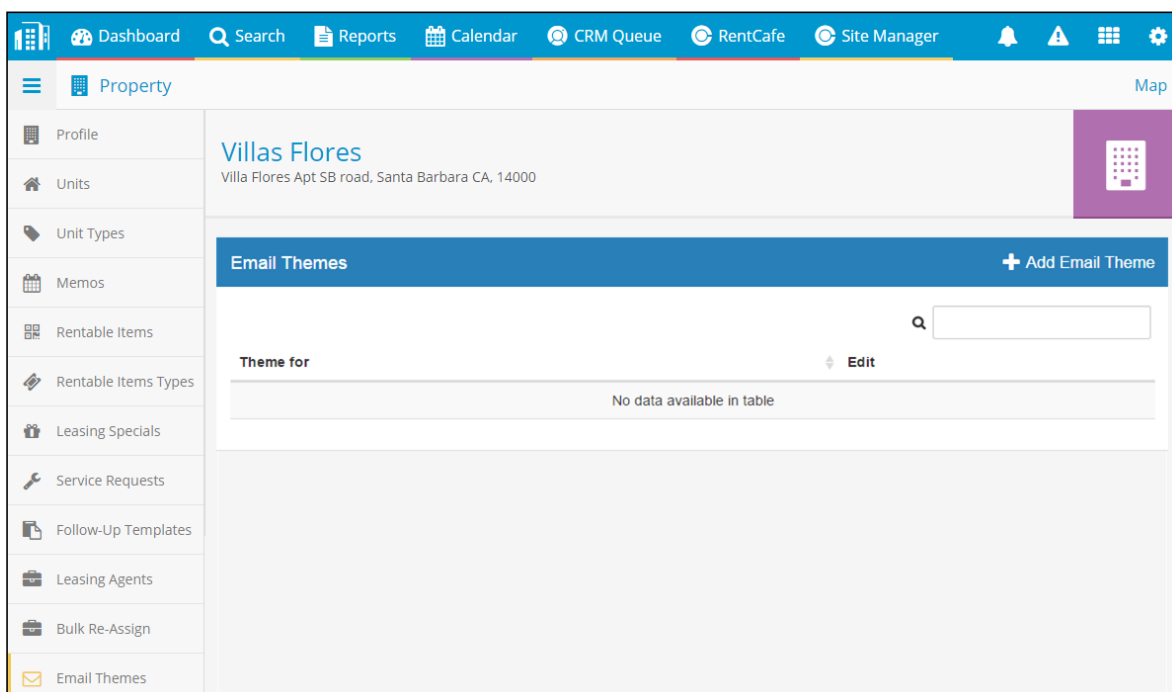 Dashboard Search Reports Calendar CRM Queue RentCafe Site Manager
Property Map
Profile
Units
Unit Types
Memos
Rentable Items
Rentable Items Types
Leasing Specials
Service Requests
Follow-Up Templates
Leasing Agents
Bulk Re-Assign
Email Themes
Villas Flores
Villa Flores Apt SB road, Santa Barbara CA, 14000
Email Themes Add Email Theme
Theme for Edit
No data available in table